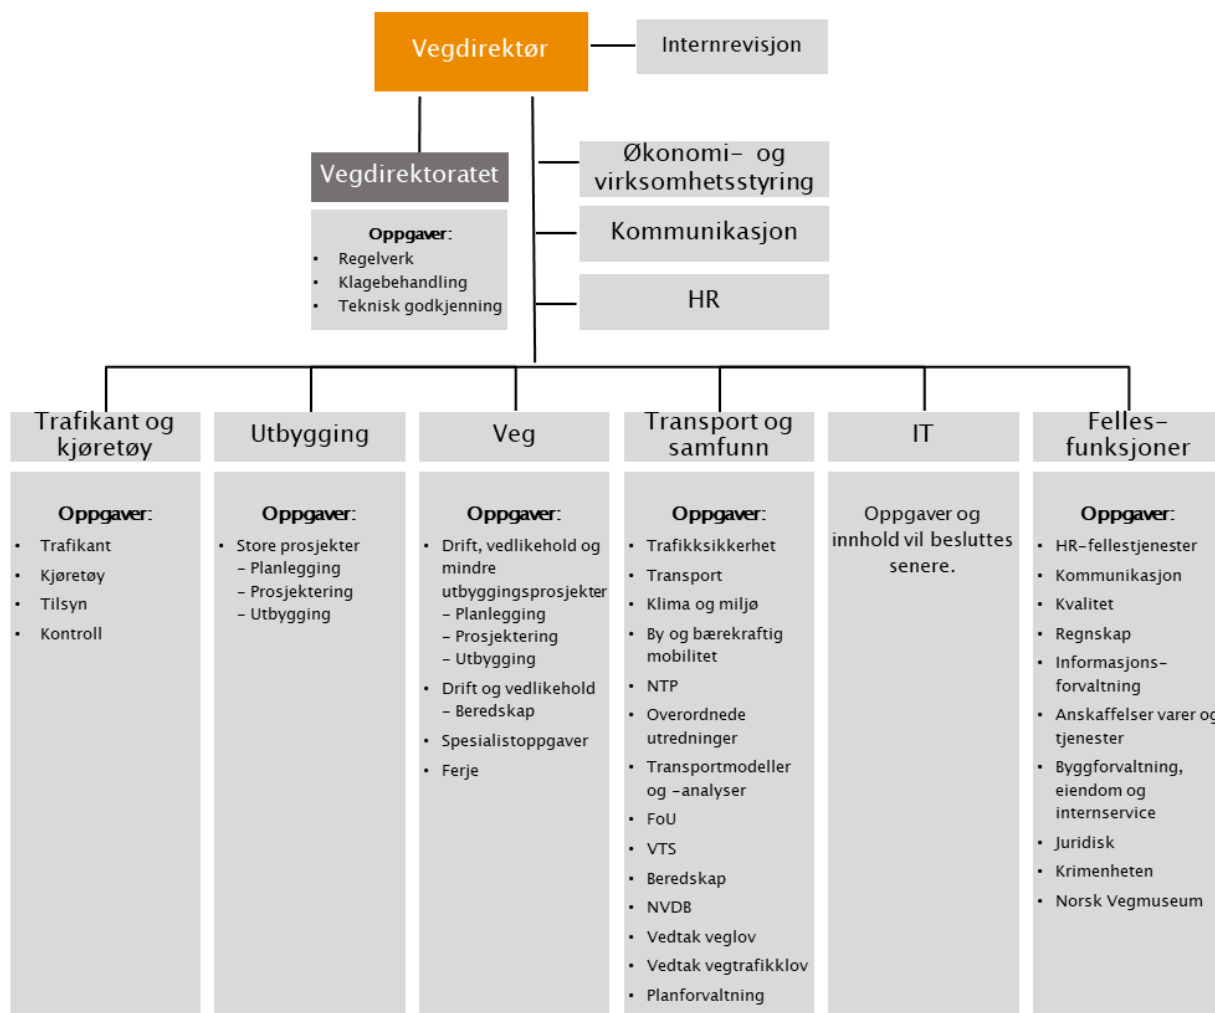 Vegdirektør
Internrevisjon
Vegdirektoratet
Oppgaver:
• Regelverk
• Klagebehandling
• Teknisk godkjenning
Økonomi- og
virksomhetsstyring
Kommunikasjon
HR
Trafikant og
kjøretøy
Oppgaver:
• Trafikant
• Kjøretøy
• Tilsyn
• Kontroll
Utbygging
Oppgaver:
• Store prosjekter
– Planlegging
– Prosjektering
– Utbygging
Veg
Oppgaver:
• Drift, vedlikehold og
mindre
utbyggingsprosjekter
– Planlegging
– Prosjektering
– Utbygging
• Drift og vedlikehold
– Beredskap
• Spesialistoppgaver
• Ferje
Transport og
samfunn
Oppgaver:
• Trafikksikkerhet
• Transport
• Klima og miljø
• By og bærekraftig
mobilitet
• NTP
• Overordnede
utredninger
• Transportmodeller
og -analyser
• FoU
• VTS
• Beredskap
• NVDB
• Vedtak veglov
• Vedtak vegtrafikklov
• Planforvaltning
IT
Oppgaver og
innhold vil besluttes
senere.
Felles-
funksjoner
Oppgaver:
• HR-fellestjenester
• Kommunikasjon
• Kvalitet
• Regnskap
• Informasjons-
forvaltning
• Anskaffelser varer og
tjenester
• Byggforvaltning,
eiendom og
internservice
• Juridisk
• Krimenheten
• Norsk Vegmuseum